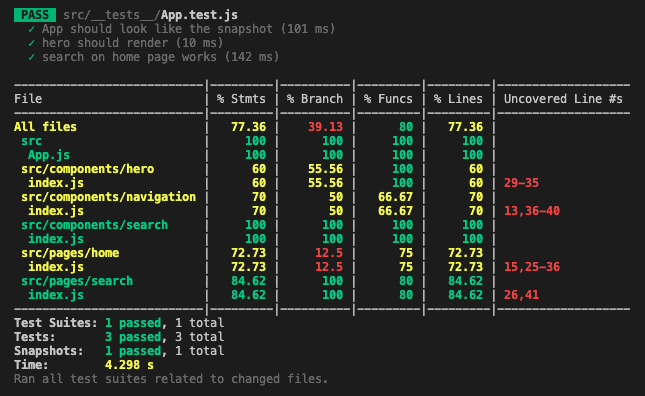 PASS src/__tests__/App.test.js
✓ App should look like the snapshot (101 ms)
✓ hero should render (10 ms)
✓ search on home page works (142 ms)
File | % Stmts | % Branch | % Funcs | % Lines | Uncovered Line #s
All files | 77.36 | 39.13 | 80 | 77.36 |
src | 100 | 100 | 100 | 100 |
App.js | 100 | 100 | 100 | 100 |
src/components/hero | 60 | 55.56 | 100 | 60 |
index.js | 60 | 55.56 | 100 | 60 | 29-35
src/components/navigation | 70 | 50 | 66.67 | 70 |
index.js | 70 | 50 | 66.67 | 70 | 13,36-40
src/components/search | 100 | 100 | 100 | 100 |
index.js | 100 | 100 | 100 | 100 |
src/pages/home | 72.73 | 12.5 | 75 | 72.73 |
index.js | 72.73 | 12.5 | 75 | 72.73 | 15,25-36
src/pages/search | 84.62 | 100 | 80 | 84.62 |
index.js | 84.62 | 100 | 80 | 84.62 | 26,41
Test Suites: 1 passed, 1 total
Tests: 3 passed, 3 total
Snapshots: 1 passed, 1 total
Time: 4.298 s
Ran all test suites related to changed files.